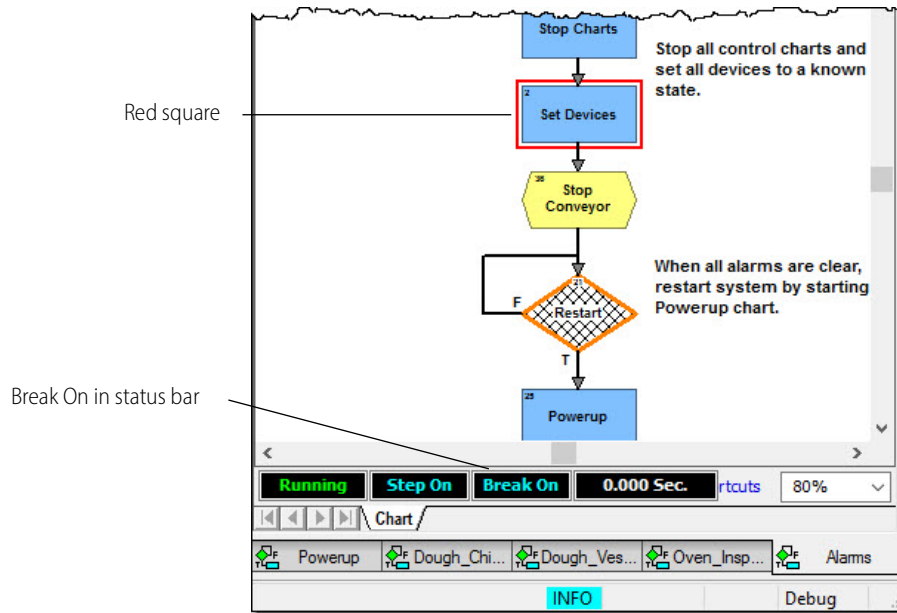 Stop Charts
Stop all control charts and
set all devices to a known
state.
Red square
2
Set Devices
38
Stop
Conveyor
When all alarms are clear,
restart system by starting
Powerup chart.
21
F
Restart
T
Break On in status bar
25
Powerup
Running Step On Break On 0.000 Sec. rtcuts 80%
Chart
Powerup Dough_Chi... Dough_Ves... Oven_Insp... Alarms
INFO Debug